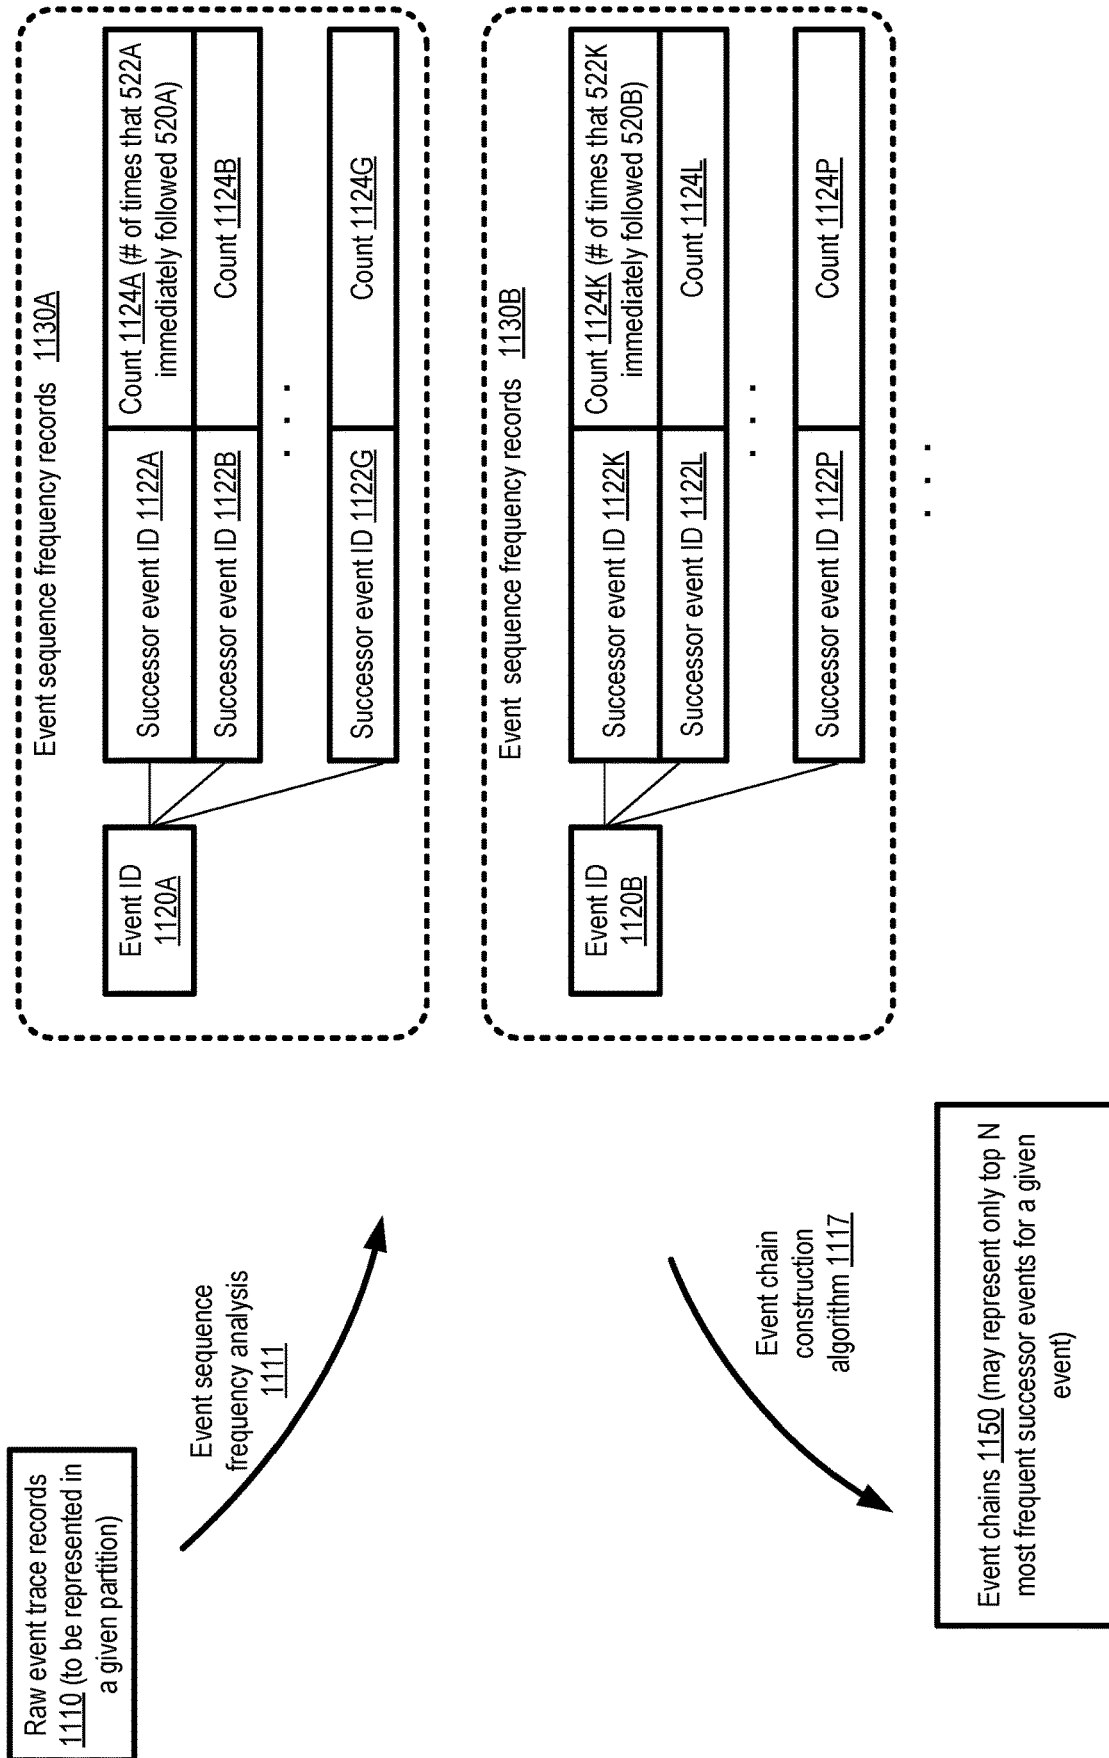 Raw event trace records
1110 (to be represented in
a given partition)
Event sequence
frequency analysis
1111
Event sequence frequency records 1130A
Event ID
1120A
Successor event ID 1122A
Count 1124A (# of times that 522A
immediately followed 520A)
Successor event ID 1122B
Count 1124B
. . .
Successor event ID 1122G
Count 1124G
Event sequence frequency records 1130B
Event ID
1120B
Successor event ID 1122K
Count 1124K (# of times that 522K
immediately followed 520B)
Successor event ID 1122L
Count 1124L
. . .
Successor event ID 1122P
Count 1124P
. . .
Event chain
construction
algorithm 1117
Event chains 1150 (may represent only top N
most frequent successor events for a given
event)